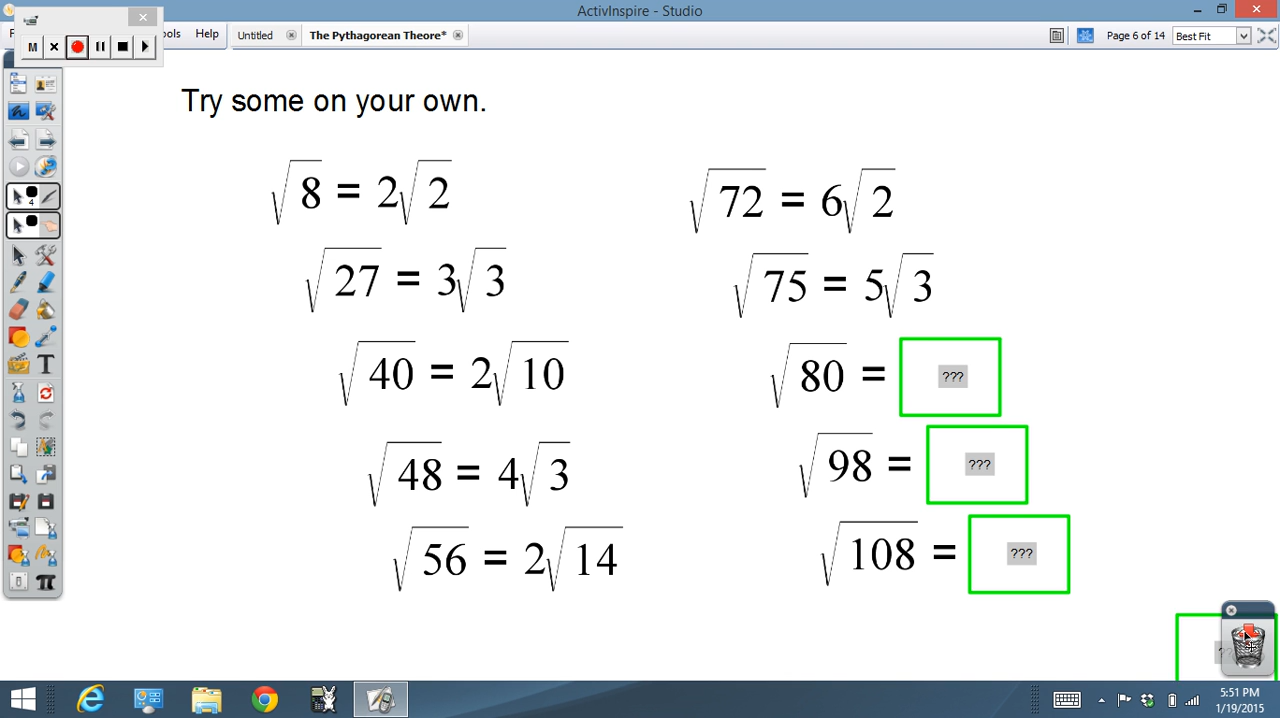 ActivInspire - Studio
ols Help
Untitled
The Pythagorean Theore*
Page 6 of 14
Best Fit
M
4
T
Try some on your own.
√8 = 2√2
√27 = 3√3
√40 = 2√10
√48 = 4√3
√56 = 2√14
√72 = 6√2
√75 = 5√3
√80 = ???
√98 = ???
√108 = ???
5:51 PM
1/19/2015